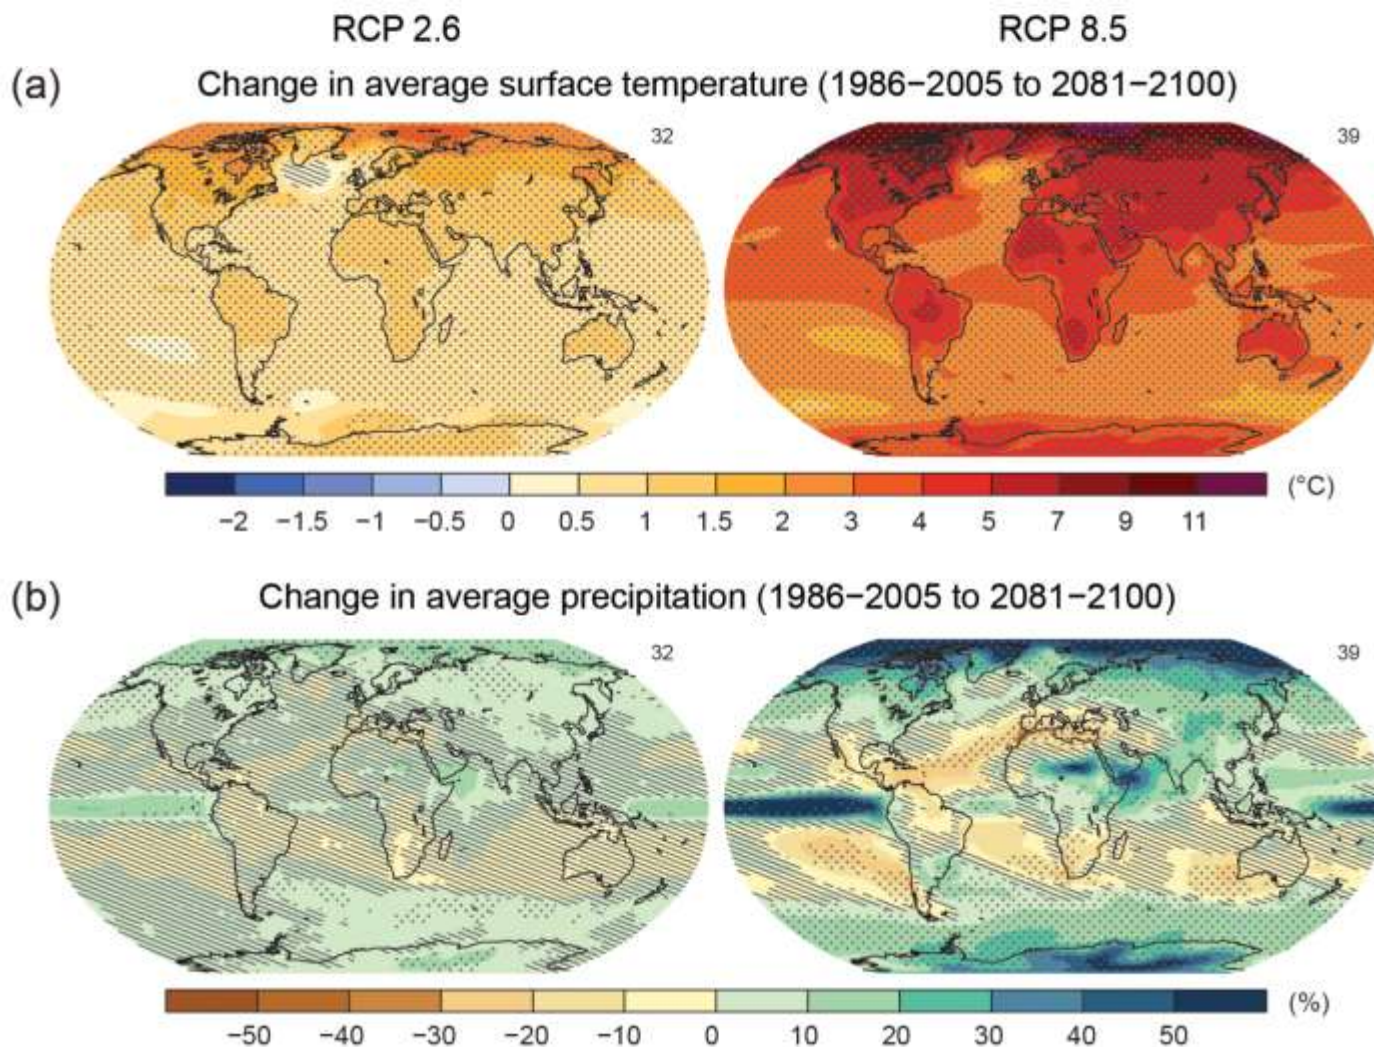 RCP 2.6 RCP 8.5
(a) Change in average surface temperature (1986−2005 to 2081−2100)
32 39
−2 −1.5 −1 −0.5 0 0.5 1 1.5 2 3 4 5 7 9 11 (°C)
(b) Change in average precipitation (1986−2005 to 2081−2100)
32 39
−50 −40 −30 −20 −10 0 10 20 30 40 50 (%)